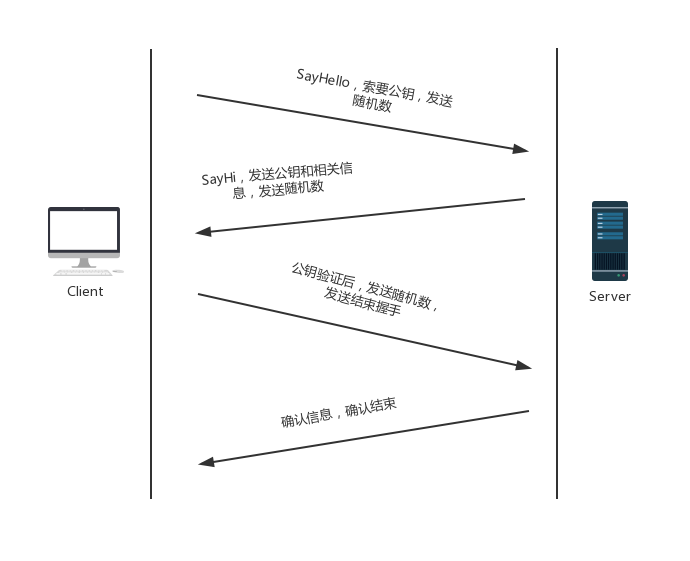 SayHello，索要公钥，发送
随机数
SayHi，发送公钥和相关信
息，发送随机数
Client
Server
公钥验证后，发送随机数，
发送结束握手
确认信息，确认结束